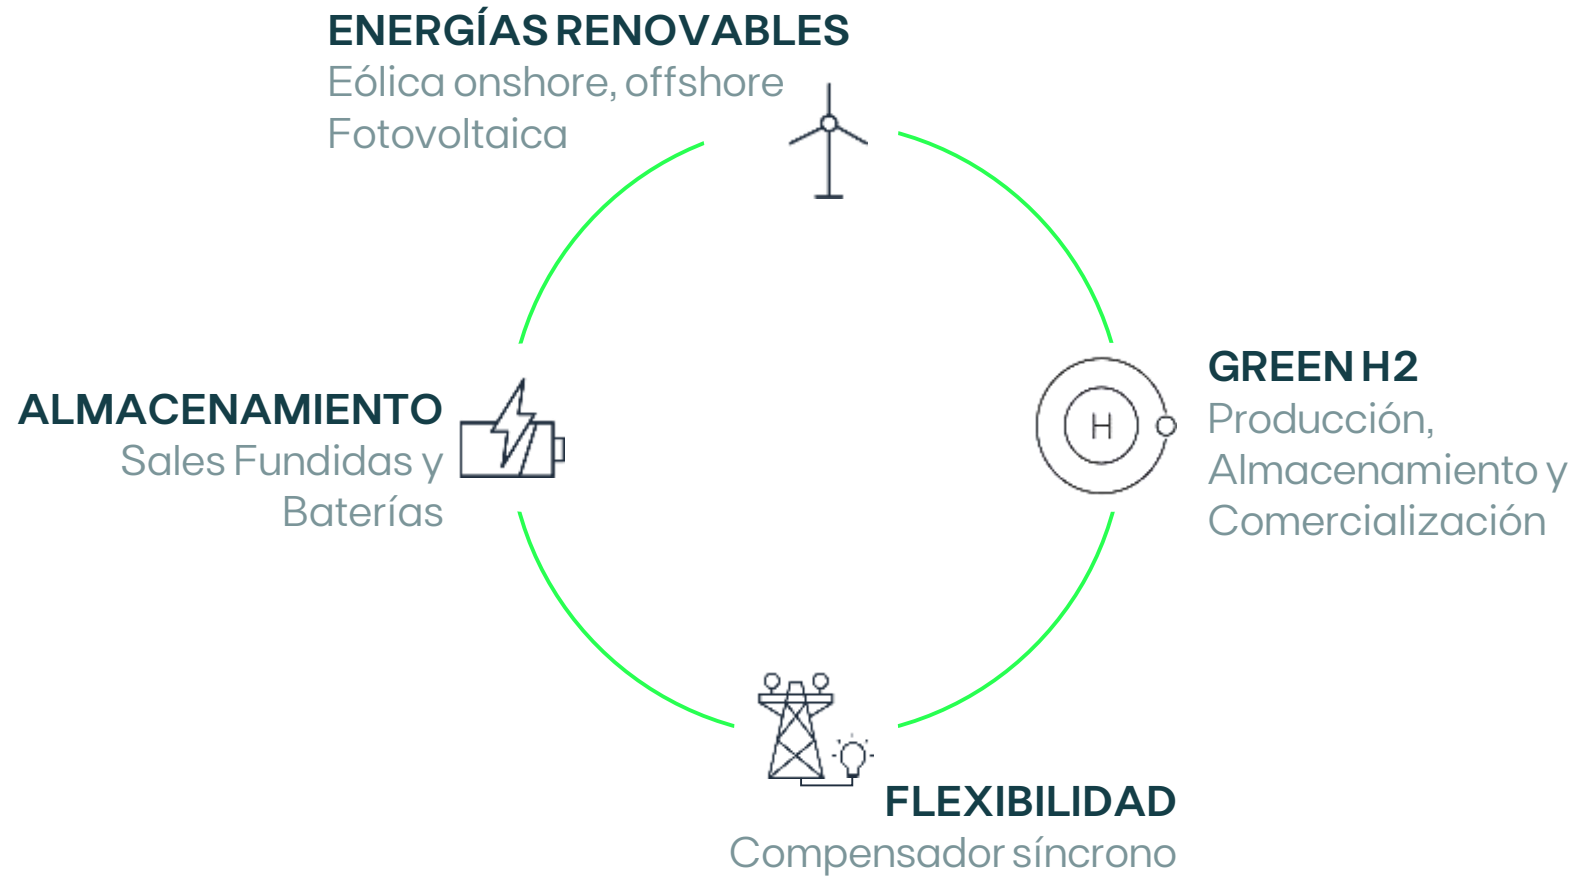 ENERGÍAS RENOVABLES
Eólica onshore, offshore
Fotovoltaica
GREEN H2
Producción,
Almacenamiento y
Comercialización
H
ALMACENAMIENTO
Sales Fundidas y
Baterías
FLEXIBILIDAD
Compensador síncrono